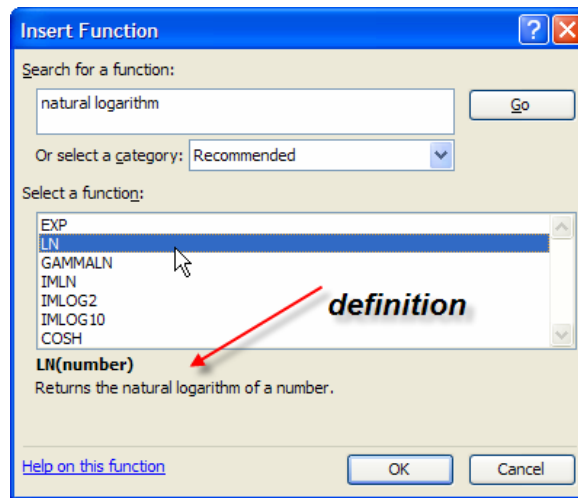 Insert Function
Search for a function:
natural logarithm
Go
Or select a category: Recommended
Select a function:
EXP
LN
GAMMALN
IMLN
IMLOG2
IMLOG10
COSH
definition
LN(number)
Returns the natural logarithm of a number.
Help on this function
OK
Cancel